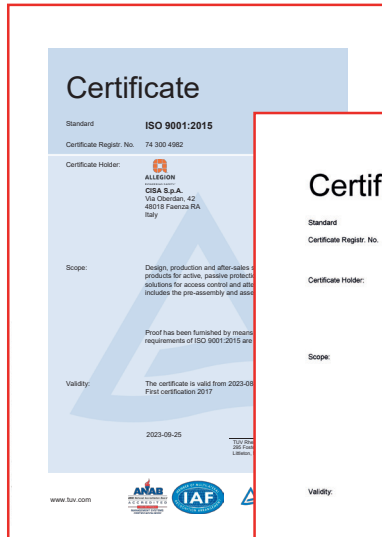 Certificate
Standard ISO 9001:2015
Certificate Registr. No. 74 300 4982
Certificate Holder:
ALLEGION
CISA S.p.A.
Via Oberdan, 42
48018 Faenza RA
Italy
Scope: Design, production and after-sales
products for active, passive
solutions for access control and
includes the pre-assembly and
Proof has been furnished by means
requirements of ISO 9001:2015 are
Validity: The certificate is valid from 2023-08
First certification 2017
2023-09-25
www.tuv.com
ANAB
ACCREDITED
IAF
Certif
Standard
Certificate Registr. No.
Certificate Holder:
Scope:
Validity: